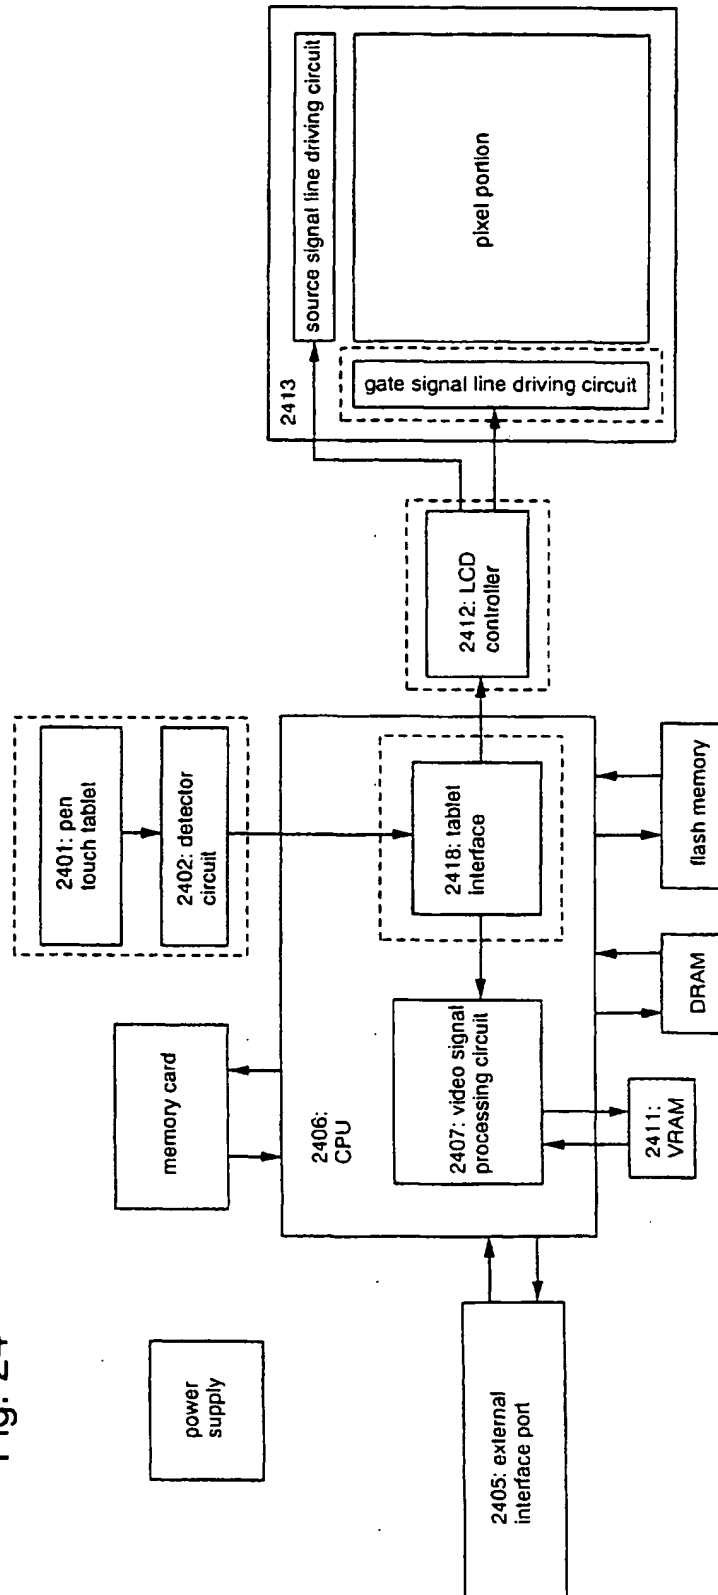 Fig. 24
power
supply
memory card
2401: pen
touch tablet
2402: detector
circuit
2405: external
interface port
2406:
CPU
2407: video signal
processing circuit
2418: tablet
interface
2411:
VRAM
DRAM
flash memory
2412: LCD
controller
2413
source signal line driving circuit
gate signal line driving circuit
pixel portion